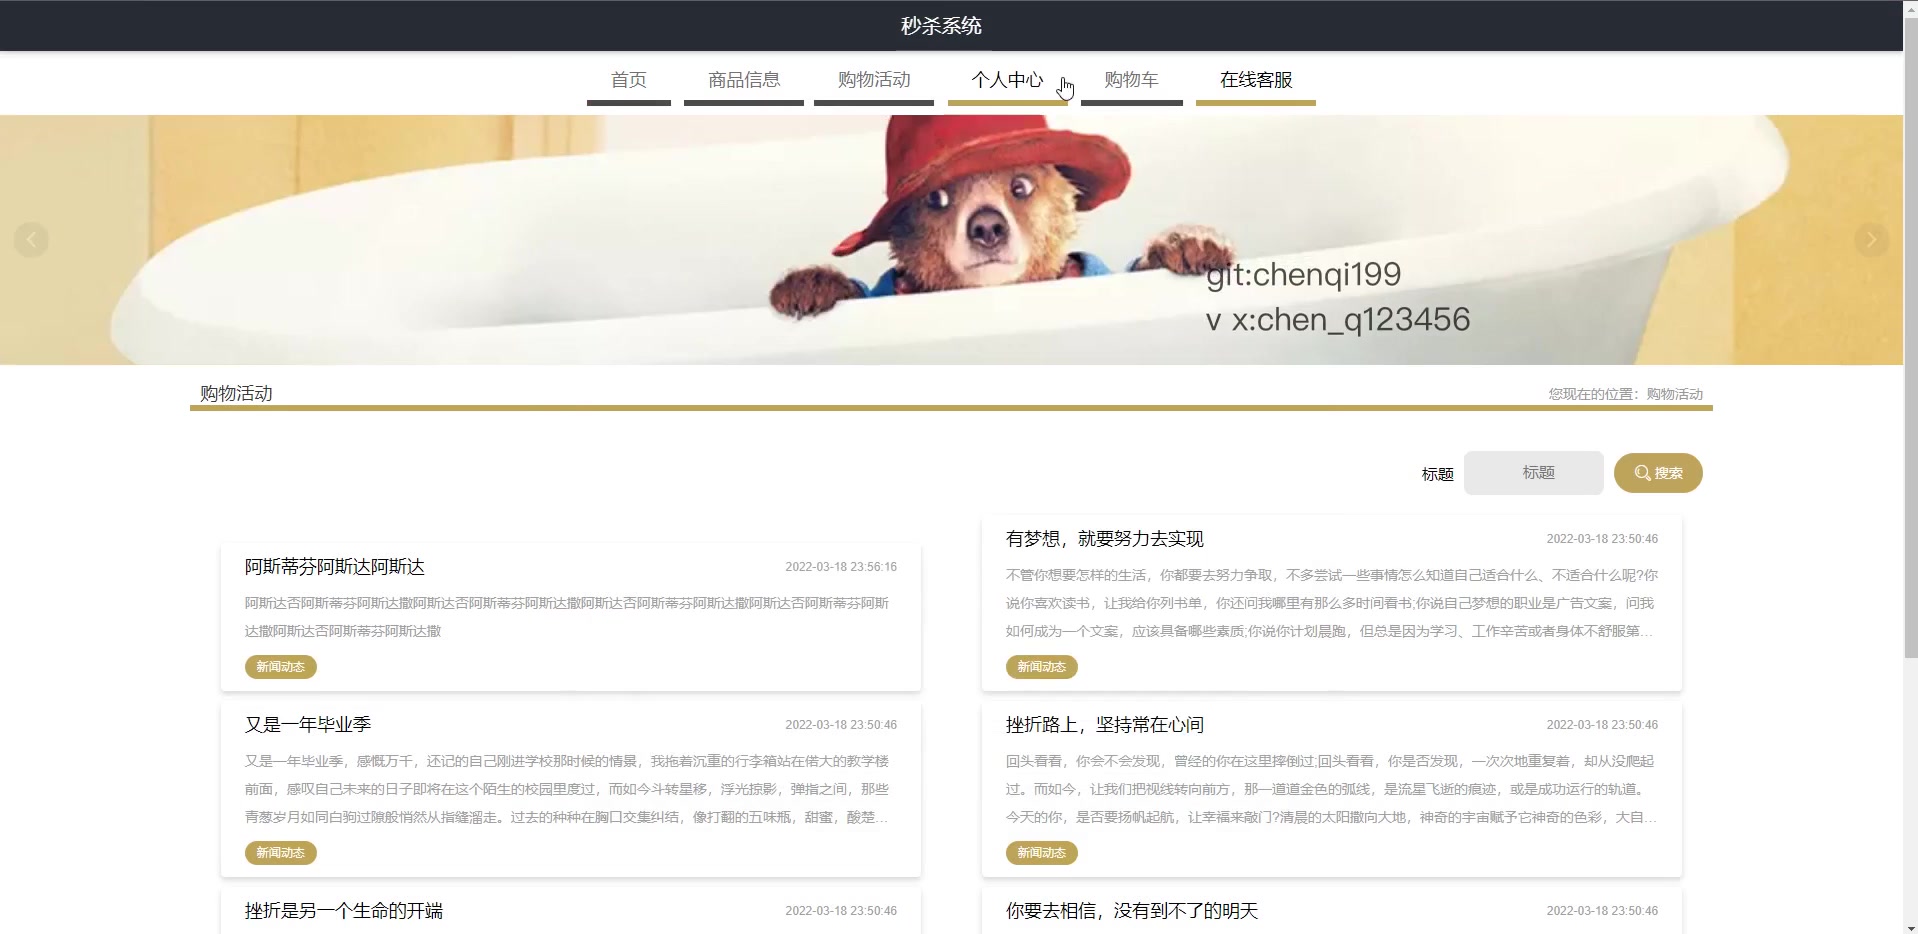 秒杀系统
首页
商品信息
购物活动
个人中心
购物车
在线客服
git:chenqi199
v x:chen_q123456
购物活动
您现在的位置：购物活动
标题
标题
搜索
阿斯蒂芬阿斯达阿斯达
2022-03-18 23:56:16
阿斯达否阿斯蒂芬阿斯达撒阿斯达否阿斯蒂芬阿斯达撒阿斯达否阿斯蒂芬阿斯达撒阿斯达否阿斯蒂芬阿斯
达撒阿斯达否阿斯蒂芬阿斯达撒
新闻动态
有梦想，就要努力去实现
2022-03-18 23:50:46
不管你想要怎样的生活，你都要去努力争取，不多尝试一些事情怎么知道自己适合什么、不适合什么呢?你
说你喜欢读书，让我给你列书单，你还问我哪里有那么多时间看书;你说自己梦想的职业是广告文案，问我
如何成为一个文案，应该具备哪些素质;你说你计划晨跑，但总是因为学习、工作辛苦或者身体不舒服第…
新闻动态
又是一年毕业季
2022-03-18 23:50:46
又是一年毕业季，感慨万千，还记的自己刚进学校那时候的情景，我拖着沉重的行李箱站在偌大的教学楼
前面，感叹自己未来的日子即将在这个陌生的校园里度过，而如今斗转星移，浮光掠影，弹指之间，那些
青葱岁月如同白驹过隙般悄然从指缝溜走。过去的种种在胸口交集纠结，像打翻的五味瓶，甜蜜，酸楚…
新闻动态
挫折路上，坚持常在心间
2022-03-18 23:50:46
回头看看，你会不会发现，曾经的你在这里摔倒过;回头看看，你是否发现，一次次地重复着，却从没爬起
过。而如今，让我们把视线转向前方，那一道道金色的弧线，是流星飞逝的痕迹，或是成功运行的轨道。
今天的你，是否要扬帆起航，让幸福来敲门?清晨的太阳撒向大地，神奇的宇宙赋予它神奇的色彩，大自…
新闻动态
挫折是另一个生命的开端
2022-03-18 23:50:46
你要去相信，没有到不了的明天
2022-03-18 23:50:46